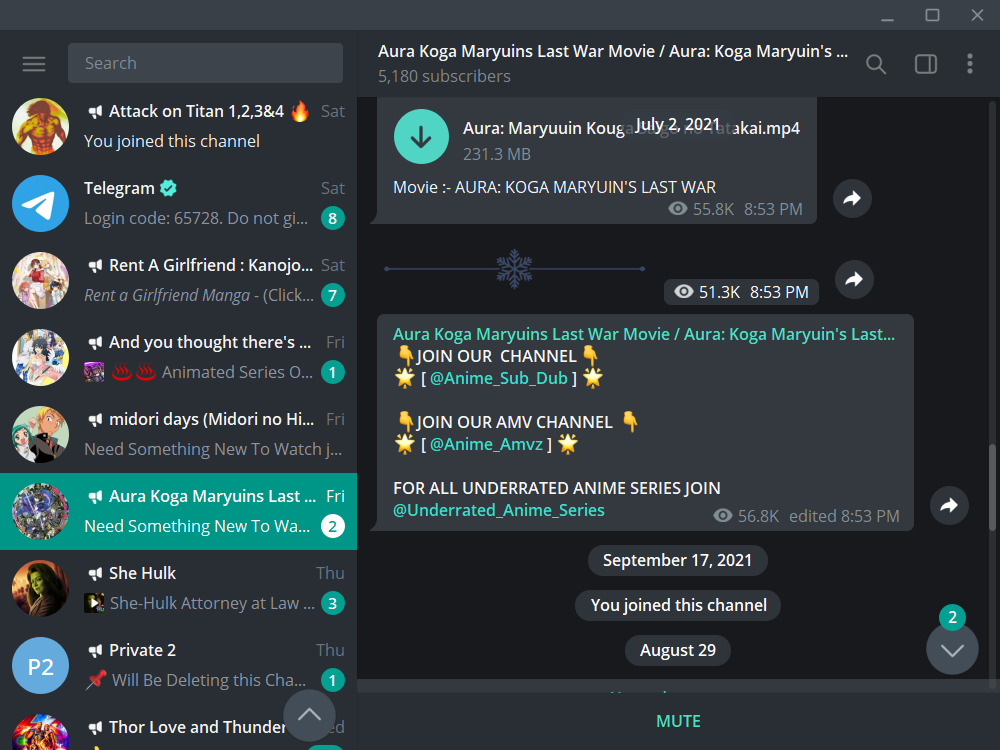 Search
Attack on Titan 1,2,3&4 🔥 Sat
You joined this channel
Telegram Sat
Login code: 65728. Do not gi... 8
Rent A Girlfriend : Kanojo... Sat
Rent a Girlfriend Manga - (Click... 7
And you thought there's ... Fri
♨️♨️ Animated Series O... 1
midori days (Midori no Hi... Fri
Need Something New To Watch j...
Aura Koga Maryuins Last ... Fri
Need Something New To Wa... 2
She Hulk Thu
She-Hulk Attorney at Law ... 3
P2
Private 2 Thu
📌 Will Be Deleting this Cha... 1
Thor Love and Thunder
Aura Koga Maryuins Last War Movie / Aura: Koga Maryuin's ...
5,180 subscribers
July 2, 2021
Aura: Maryuuin Kouga akai.mp4
231.3 MB
Movie :- AURA: KOGA MARYUIN'S LAST WAR
55.8K 8:53 PM
51.3K 8:53 PM
Aura Koga Maryuins Last War Movie / Aura: Koga Maryuin's Last...
👇JOIN OUR CHANNEL👇
🌟 [ @Anime_Sub_Dub ] 🌟
👇JOIN OUR AMV CHANNEL 👇
🌟 [ @Anime_Amvz ] 🌟
FOR ALL UNDERRATED ANIME SERIES JOIN
@Underrated_Anime_Series
56.8K edited 8:53 PM
September 17, 2021
You joined this channel
August 29
2
MUTE